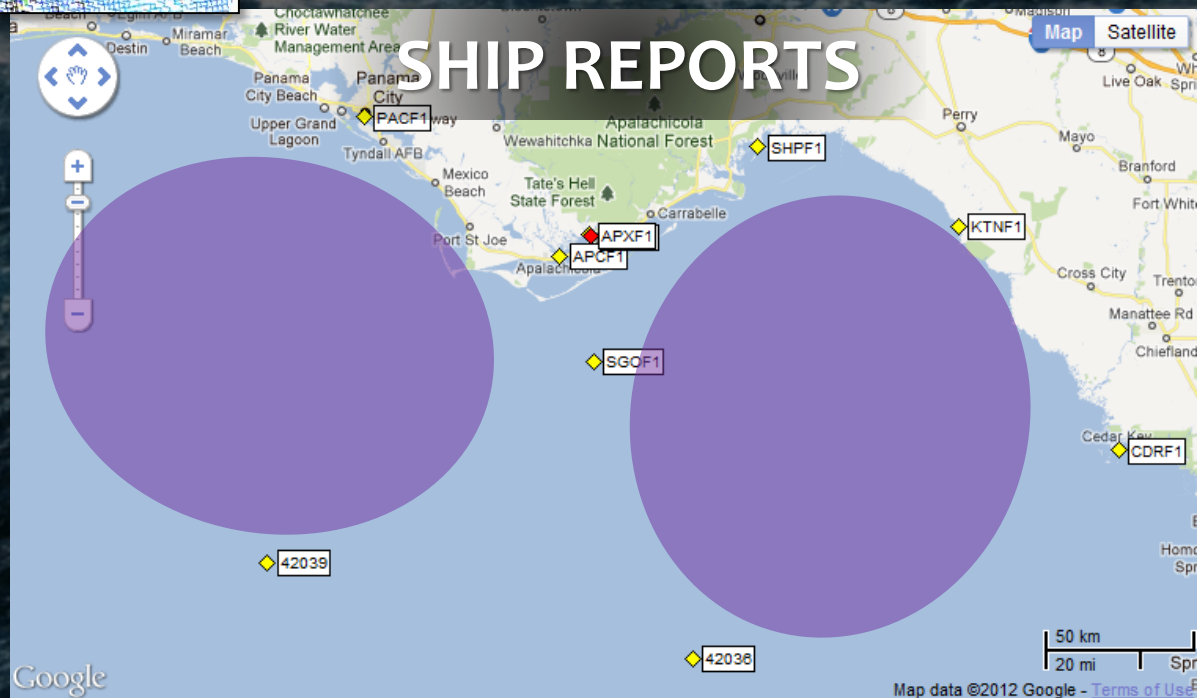 SHIP REPORTS
Map
Satellite
Choctawhatchee
River Water
Management Area
Destin
Miramar
Beach
Panama
City Beach
Panama
City
PACF1
way
Upper Grand
Lagoon
Tyndall AFB
Wewahitchka
Apalachicola
National Forest
SHPF1
Perry
Live Oak
Mayo
Branford
Fort White
Mexico
Beach
Tate's Hell
State Forest
Carrabelle
Port St Joe
APXF1
APCF1
Apalachicola
KTNF1
Cross City
Trento
Manattee Rd
Chiefland
SGOF1
Cedar Key
CDRF1
42039
42036
50 km
20 mi
Google
Map data ©2012 Google - Terms of Use